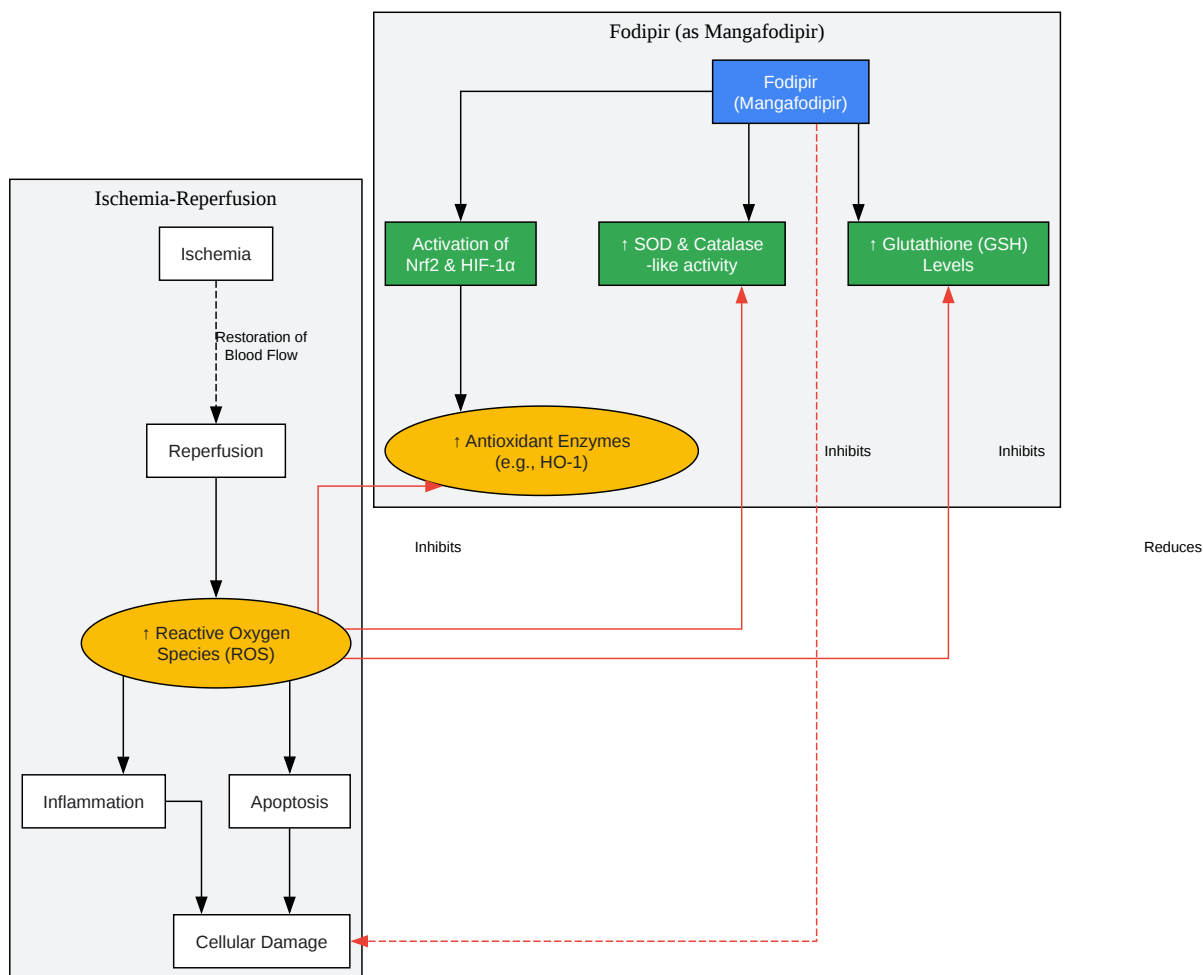 Fodipir (as Mangafodipir)
Fodipir
(Mangafodipir)
Ischemia-Reperfusion
Ischemia
Activation of
Nrf2 & HIF-1α
↑ SOD & Catalase
-like activity
↑ Glutathione (GSH)
Levels
Restoration of
Blood Flow
Reperfusion
↑ Antioxidant Enzymes
(e.g., HO-1)
Inhibits
Inhibits
Inhibits
Reduces
↑ Reactive Oxygen
Species (ROS)
Inflammation
Apoptosis
Cellular Damage